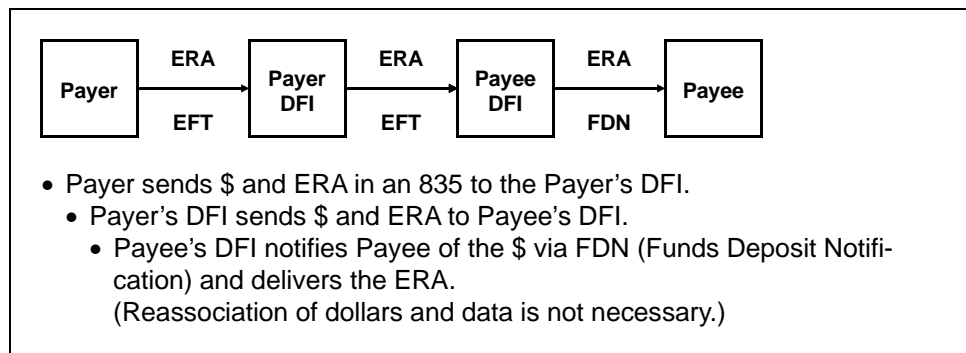 ERA ERA ERA
Payer Payer DFI Payee DFI Payee
EFT EFT FDN
• Payer sends $ and ERA in an 835 to the Payer’s DFI.
• Payer’s DFI sends $ and ERA to Payee’s DFI.
• Payee’s DFI notifies Payee of the $ via FDN (Funds Deposit Notifi-
cation) and delivers the ERA.
(Reassociation of dollars and data is not necessary.)